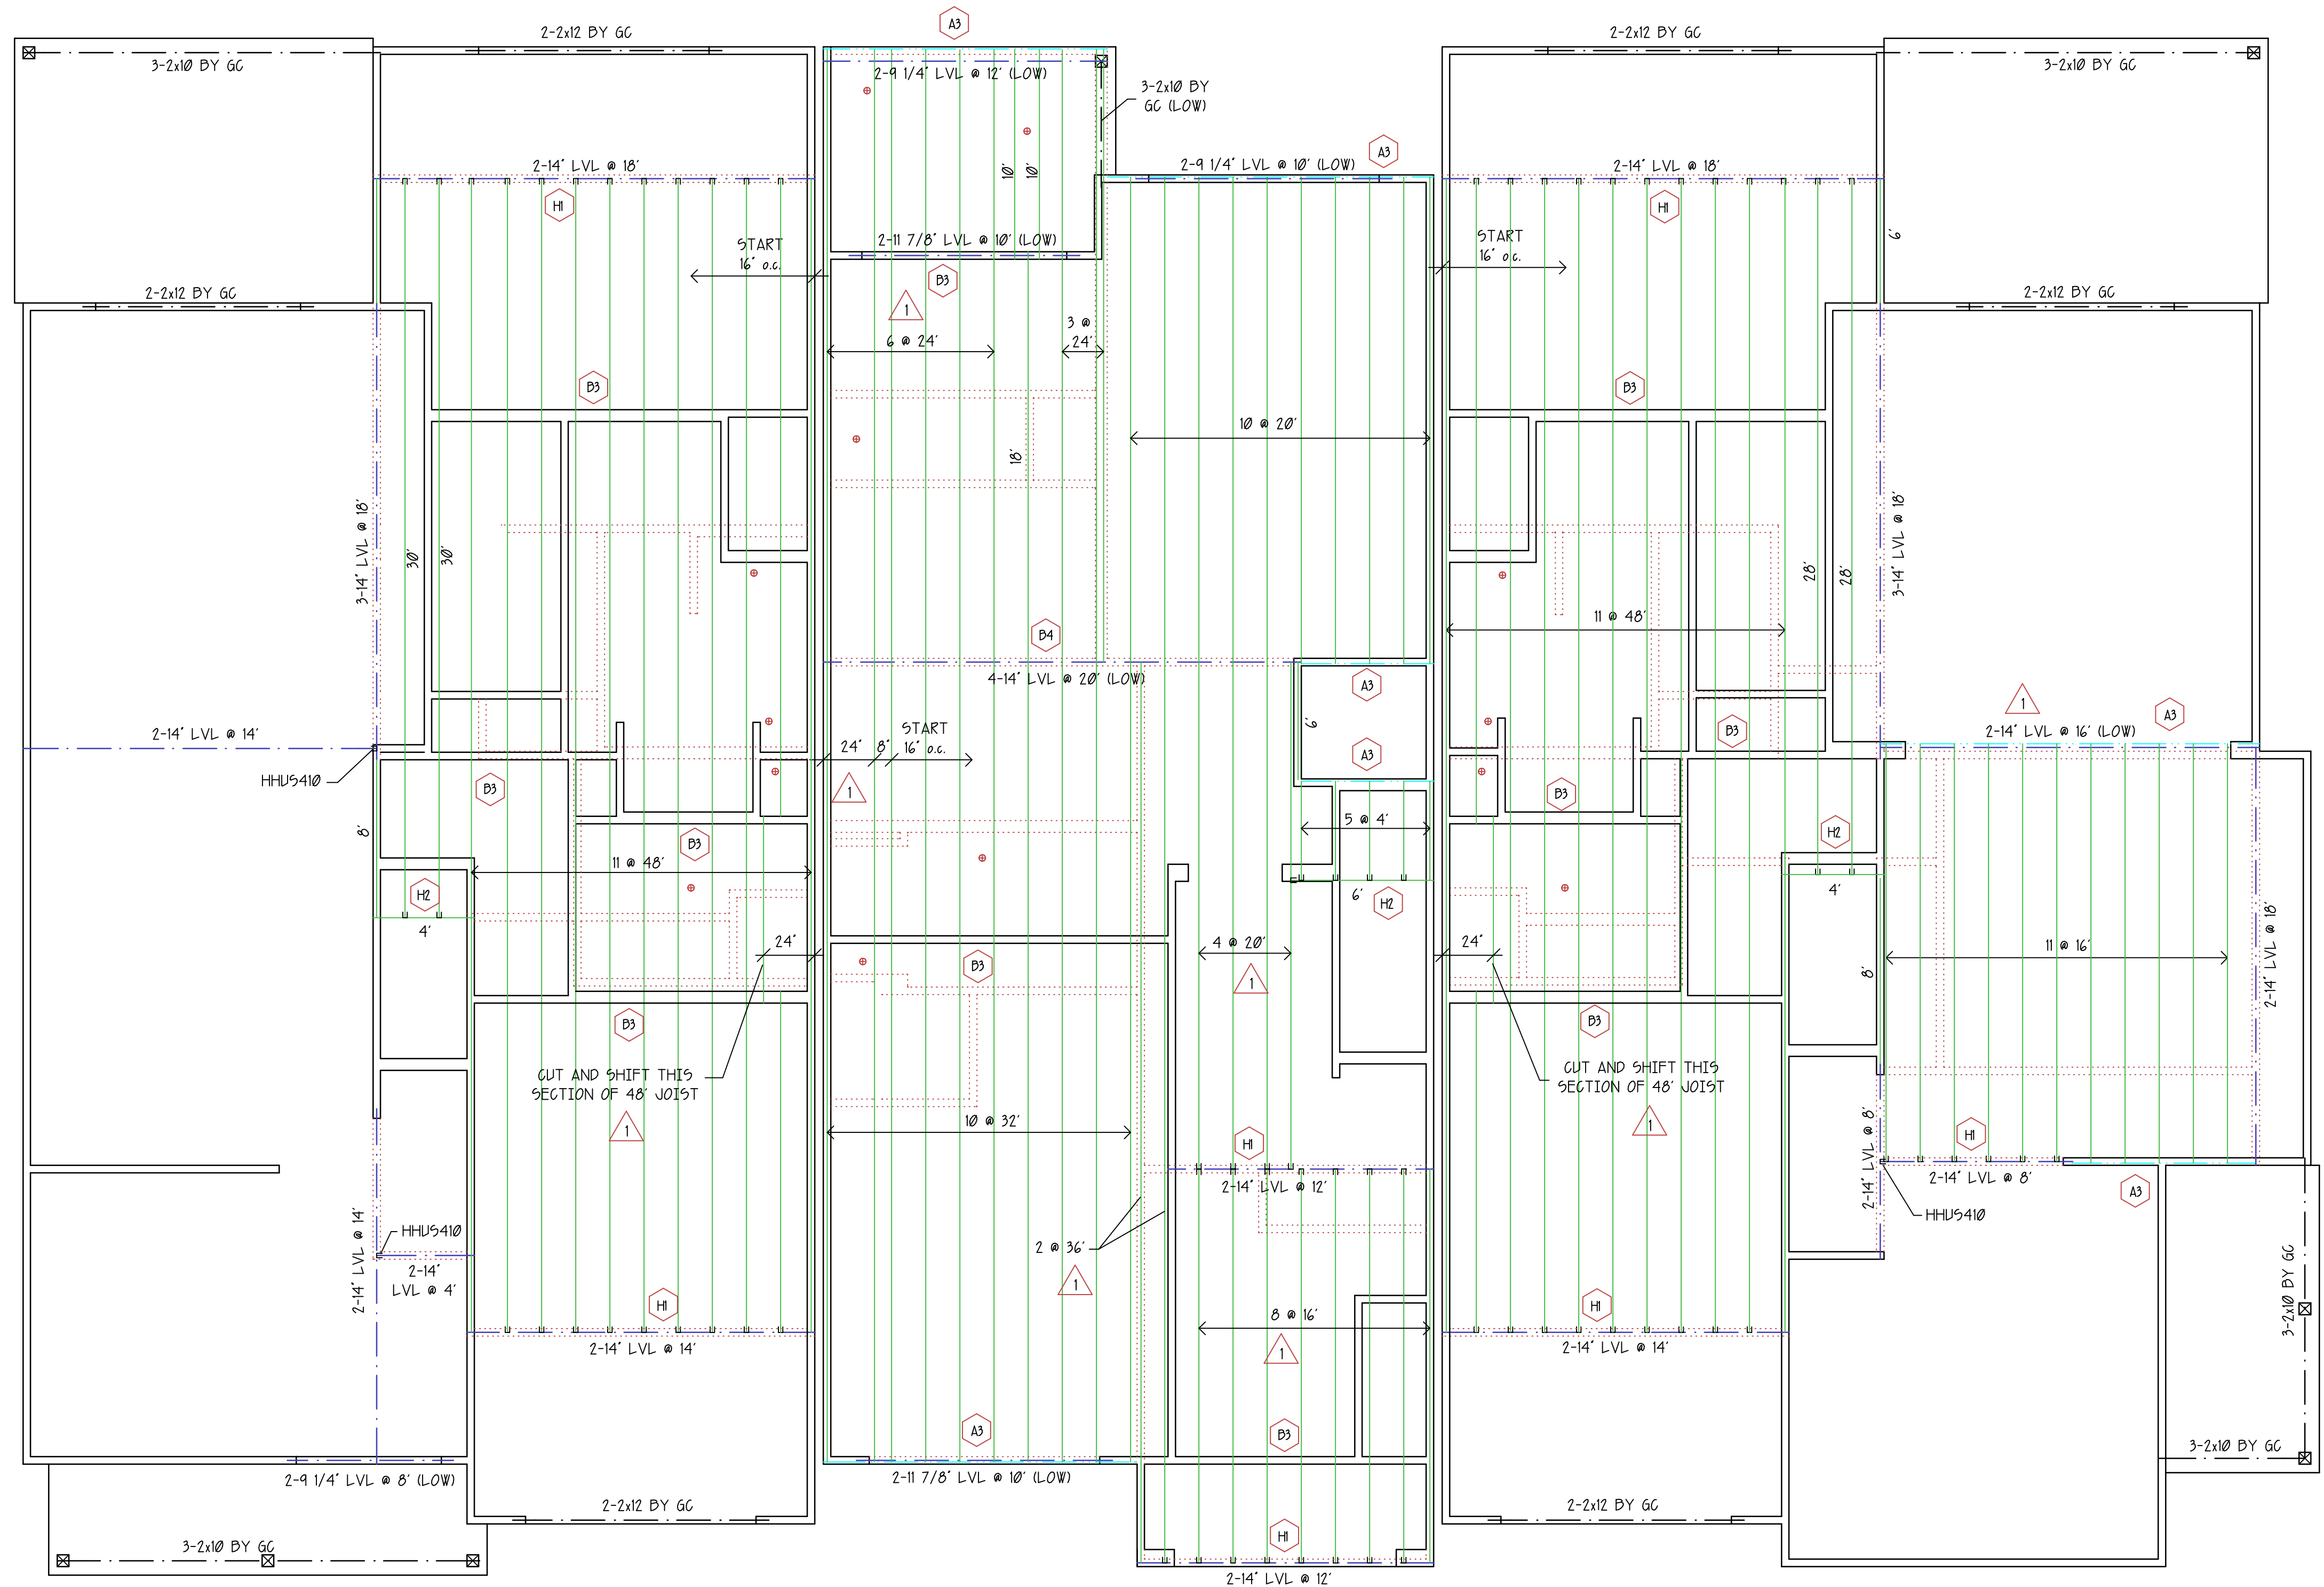 A3
2-2x12 BY GC
2-2x12 BY GC
3-2x10 BY GC
2-9 1/4" LVL @ 12' (LOW)
3-2x10 BY GC
3-2x10 BY
GC (LOW)
A3
2-14" LVL @ 18'
10'
10'
2-9 1/4" LVL @ 10' (LOW)
2-14" LVL @ 18'
H1
H1
START
16" o.c.
2-11 7/8" LVL @ 10' (LOW)
START
16" o.c.
6'
B3
2-2x12 BY GC
1
2-2x12 BY GC
6 @ 24'
3 @
24'
B3
B3
10 @ 20'
18'
3-14" LVL @ 18'
30'
30'
28'
28'
3-14" LVL @ 18'
11 @ 48'
B4
4-14" LVL @ 20' (LOW)
A3
1
A3
6'
2-14" LVL @ 14'
START
24"
8"
16" o.c.
B3
2-14" LVL @ 16' (LOW)
A3
HHUS410
B3
1
B3
5 @ 4'
8'
B3
H2
11 @ 48'
H2
4'
6'
H2
4'
24"
4 @ 20'
24"
11 @ 16'
2-14" LVL @ 18'
B3
1
8'
B3
B3
CUT AND SHIFT THIS
SECTION OF 48' JOIST
CUT AND SHIFT THIS
SECTION OF 48' JOIST
1
10 @ 32'
H1
1
H1
2-14" LVL @ 8'
2-14" LVL @ 12'
2-14" LVL @ 8'
A3
HHUS410
HHUS410
2 @ 36'
2-14" LVL @ 14'
2-14"
LVL @ 4'
1
3-2x10 BY GC
H1
8 @ 16'
H1
2-14" LVL @ 14'
1
2-14" LVL @ 14'
A3
B3
3-2x10 BY GC
2-9 1/4" LVL @ 8' (LOW)
2-11 7/8" LVL @ 10' (LOW)
2-2x12 BY GC
2-2x12 BY GC
H1
3-2x10 BY GC
2-14" LVL @ 12'